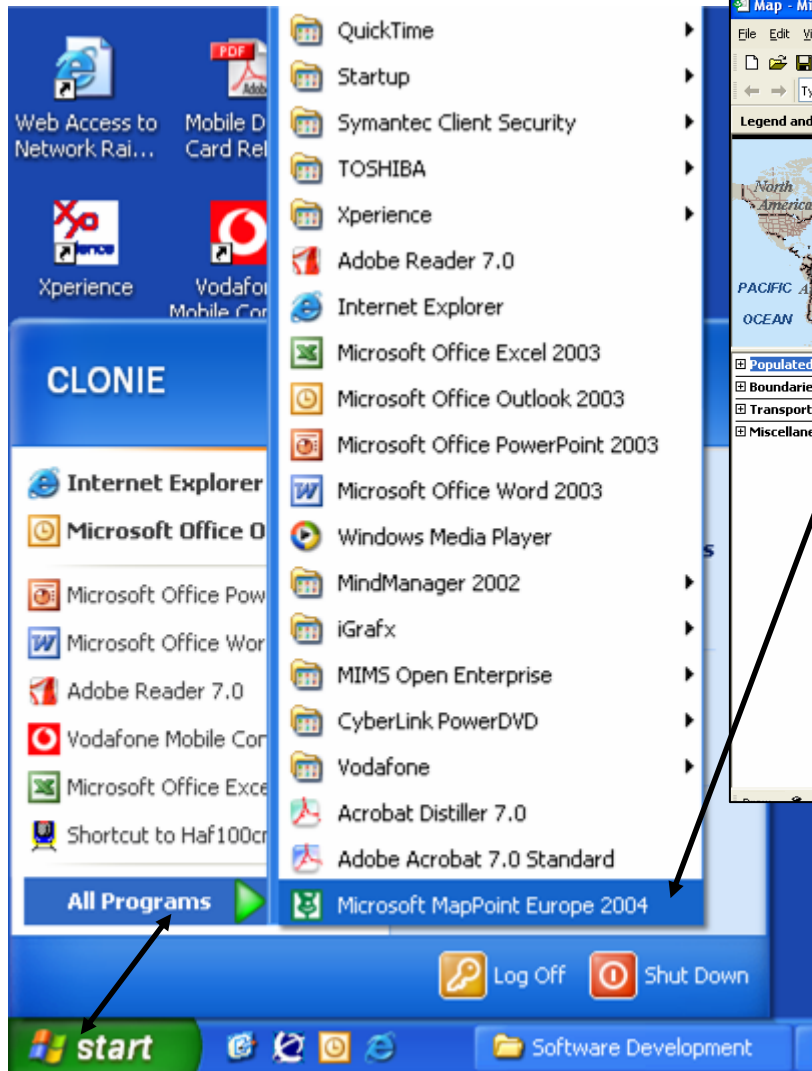 Web Access to
Network Rai...
PDF
Adob
Mobile D
Card Rel
Xperience
Vodafo
Mobile Con
CLONIE
Internet Explorer
Microsoft Office O
Microsoft Office Pow
Microsoft Office Wor
Adobe Reader 7.0
Vodafone Mobile Con
Microsoft Office Exce
Shortcut to Haf100cr
All Programs
QuickTime
Startup
Symantec Client Security
TOSHIBA
Xperience
Adobe Reader 7.0
Internet Explorer
Microsoft Office Excel 2003
Microsoft Office Outlook 2003
Microsoft Office PowerPoint 2003
Microsoft Office Word 2003
Windows Media Player
MindManager 2002
iGrafx
MIMS Open Enterprise
CyberLink PowerDVD
Vodafone
Acrobat Distiller 7.0
Adobe Acrobat 7.0 Standard
Microsoft MapPoint Europe 2004
s
Log Off
Shut Down
start
Software Development
Map - Mi
File Edit Vi
Ty
Legend and
North
America
PACIFIC A
OCEAN
Populated
Boundarie
Transport
Miscellane